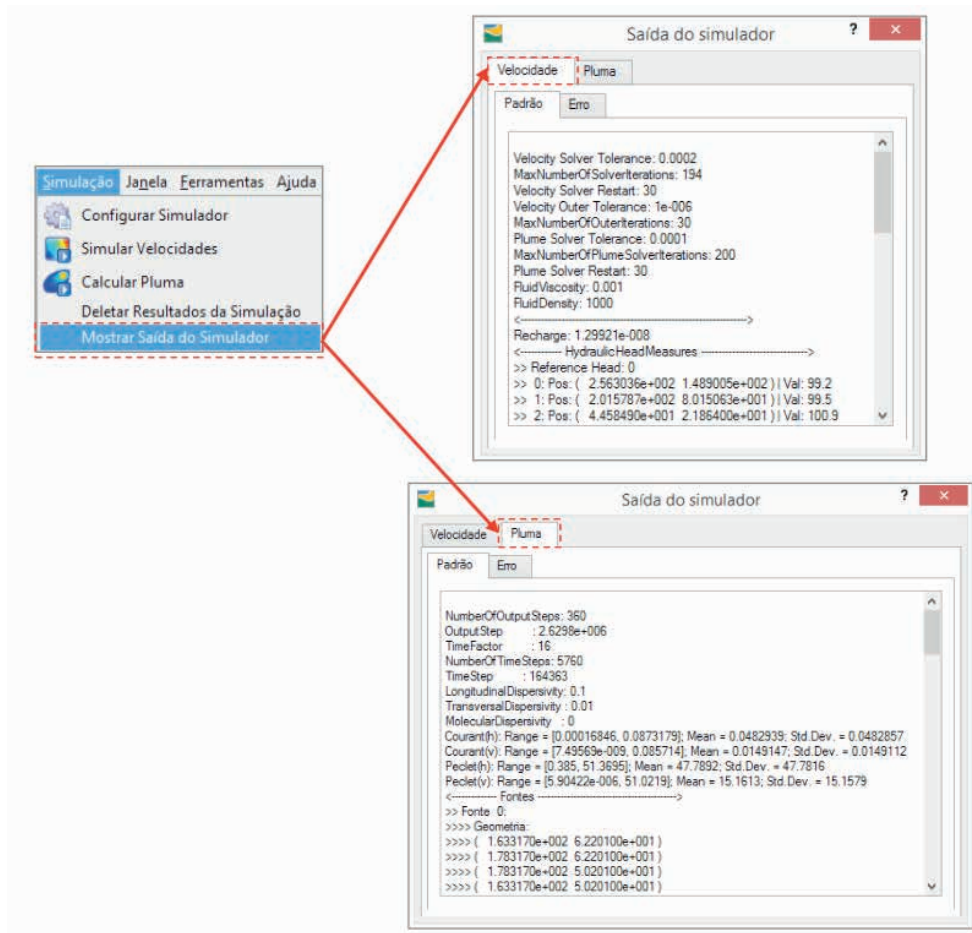 Simulação Janela Ferramentas Ajuda
Configurar Simulador
Simular Velocidades
Calcular Pluma
Deletar Resultados da Simulação
Mostrar Saída do Simulador
Saída do simulador ? ×
Velocidade Pluma
Padrão Erro
Velocity Solver Tolerance: 0.0002
MaxNumberOfSolverIterations: 194
Velocity Solver Restart: 30
Velocity Outer Tolerance: 1e-006
MaxNumberOfOuterIterations: 30
Plume Solver Tolerance: 0.0001
MaxNumberOfPlumeSolverIterations: 200
Plume Solver Restart: 30
FluidViscosity: 0.001
FluidDensity: 1000
<------------------------------------------------------>
Recharge: 1.29921e-008
<----------- HydraulicHeadMeasures --------------------------->
>> Reference Head: 0
>> 0: Pos: ( 2.563036e+002 1.489005e+002 ) | Val: 99.2
>> 1: Pos: ( 2.015787e+002 8.015063e+001 ) | Val: 99.5
>> 2: Pos: ( 4.458490e+001 2.186400e+001 ) | Val: 100.9
Saída do simulador ? ×
Velocidade Pluma
Padrão Erro
NumberOfOutputSteps: 360
OutputStep : 2.6298e+006
TimeFactor : 16
NumberOfTimeSteps: 5760
TimeStep : 164363
LongitudinalDispersivity: 0.1
TransversalDispersivity : 0.01
MolecularDispersivity : 0
Courant(h): Range = [0.00016846, 0.0873179]; Mean = 0.0482939; Std.Dev. = 0.0482857
Courant(v): Range = [7.49569e-009, 0.085714]; Mean = 0.0149147; Std.Dev. = 0.0149112
Peclet(h): Range = [0.385, 51.3695]; Mean = 47.7892; Std.Dev. = 47.7816
Peclet(v): Range = [5.90422e-006, 51.0219]; Mean = 15.1613; Std.Dev. = 15.1579
<------------ Fontes ----------------------------------->
>> Fonte 0:
>>>> Geometria:
>>>> ( 1.633170e+002 6.220100e+001 )
>>>> ( 1.783170e+002 6.220100e+001 )
>>>> ( 1.783170e+002 5.020100e+001 )
>>>> ( 1.633170e+002 5.020100e+001 )